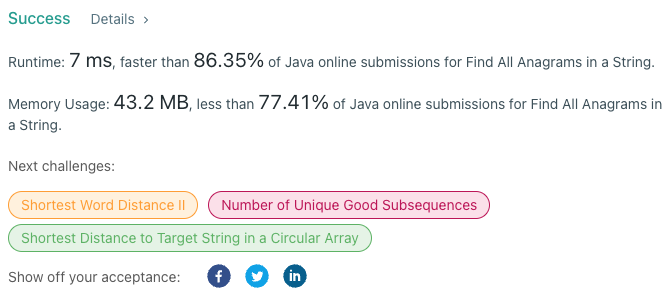 Success Details >
Runtime: 7 ms, faster than 86.35% of Java online submissions for Find All Anagrams in a String.
Memory Usage: 43.2 MB, less than 77.41% of Java online submissions for Find All Anagrams in
a String.
Next challenges:
Shortest Word Distance II Number of Unique Good Subsequences
Shortest Distance to Target String in a Circular Array
Show off your acceptance: f in